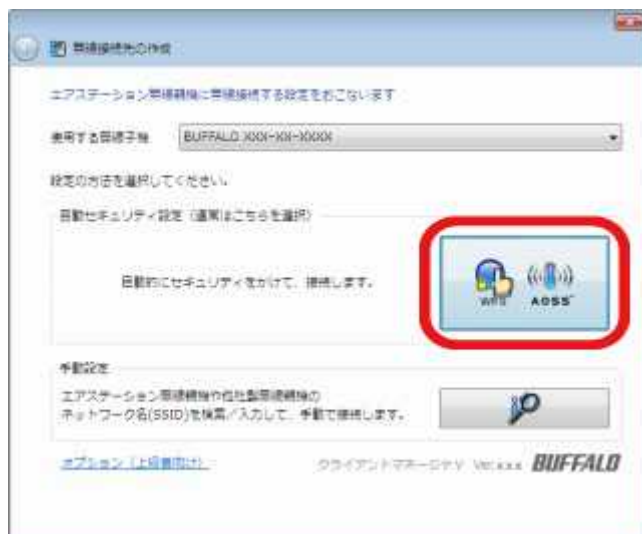 無線接続先の作成
エアステーション無線親機に無線接続する設定をおこないます
使用する無線子機 BUFFALO XXX-XX-XXXX
設定の方法を選択してください。
自動セキュリティ設定（通常はこちらを選択）
自動的にセキュリティをかけて、接続します。
WPS AOSS™
手動設定
エアステーション無線親機や他社製無線親機の
ネットワーク名(SSID)を検索／入力して、手動で接続します。
オプション（上級者向け）
クライアントマネージャV Ver.x.x.x BUFFALO